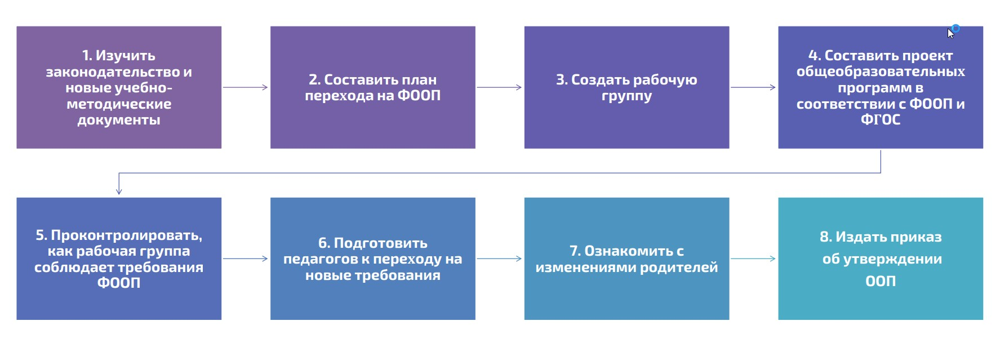 1. Изучить
законодательство и
новые учебно-
методические
документы
2. Составить план
перехода на ФООП
3. Создать рабочую
группу
4. Составить проект
общеобразовательных
программ в
соответствии с ФООП и
ФГОС
5. Проконтролировать,
как рабочая группа
соблюдает требования
ФООП
6. Подготовить
педагогов к переходу на
новые требования
7. Ознакомить с
изменениями родителей
8. Издать приказ
об утверждении
ООП